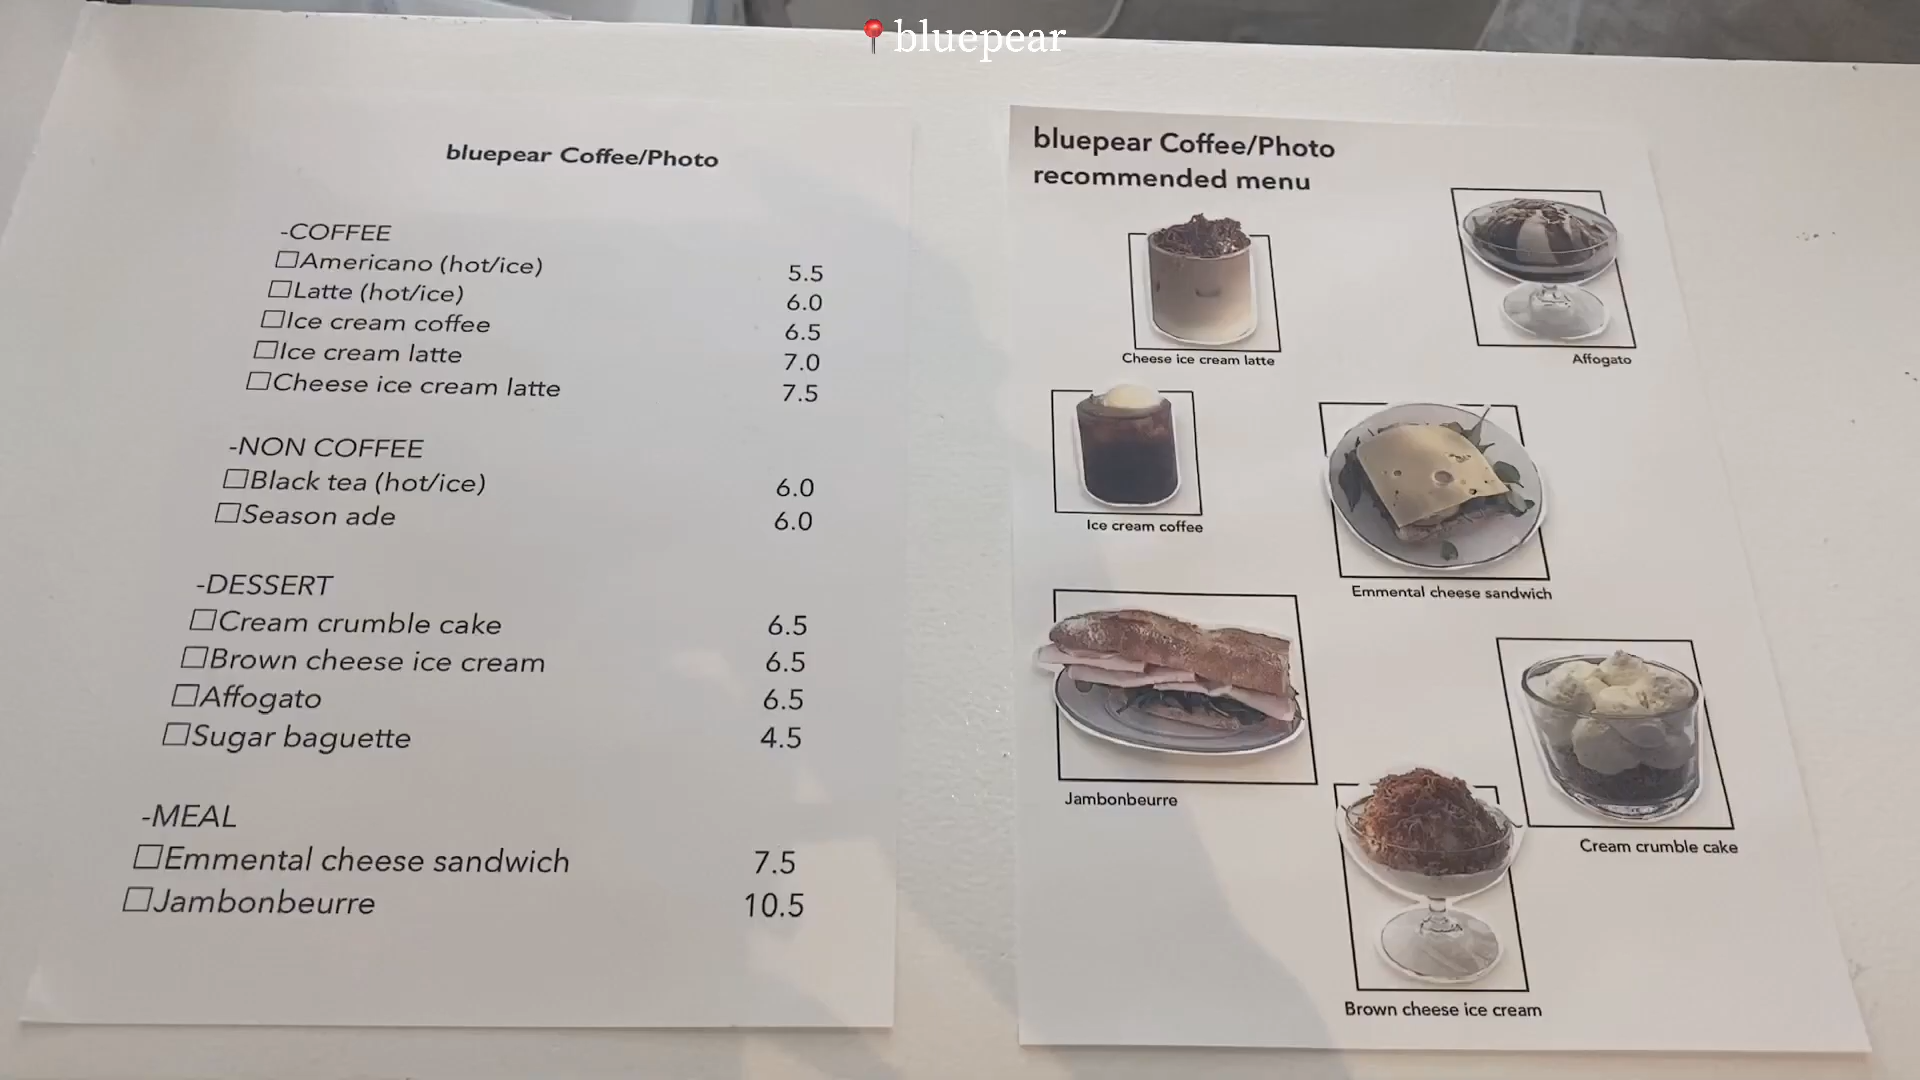 📍bluepear
bluepear Coffee/Photo
-COFFEE
☐Americano (hot/ice) 5.5
☐Latte (hot/ice) 6.0
☐Ice cream coffee 6.5
☐Ice cream latte 7.0
☐Cheese ice cream latte 7.5
-NON COFFEE
☐Black tea (hot/ice) 6.0
☐Season ade 6.0
-DESSERT
☐Cream crumble cake 6.5
☐Brown cheese ice cream 6.5
☐Affogato 6.5
☐Sugar baguette 4.5
-MEAL
☐Emmental cheese sandwich 7.5
☐Jambonbeurre 10.5
bluepear Coffee/Photo
recommended menu
Cheese ice cream latte
Affogato
Ice cream coffee
Emmental cheese sandwich
Jambonbeurre
Cream crumble cake
Brown cheese ice cream